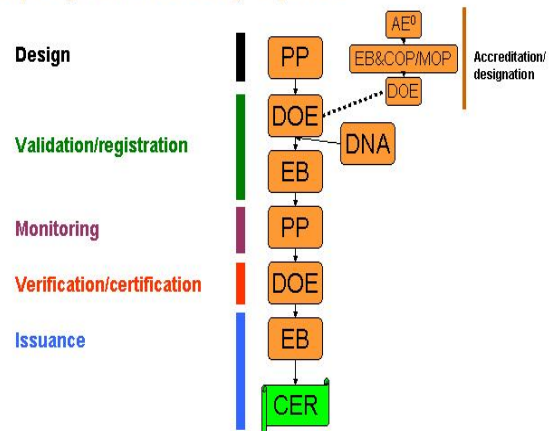 Design
PP
AE⁰
EB&COP/MOP
DOE
Accreditation/
designation
Validation/registration
DOE
DNA
EB
Monitoring
PP
Verification/certification
DOE
Issuance
EB
CER